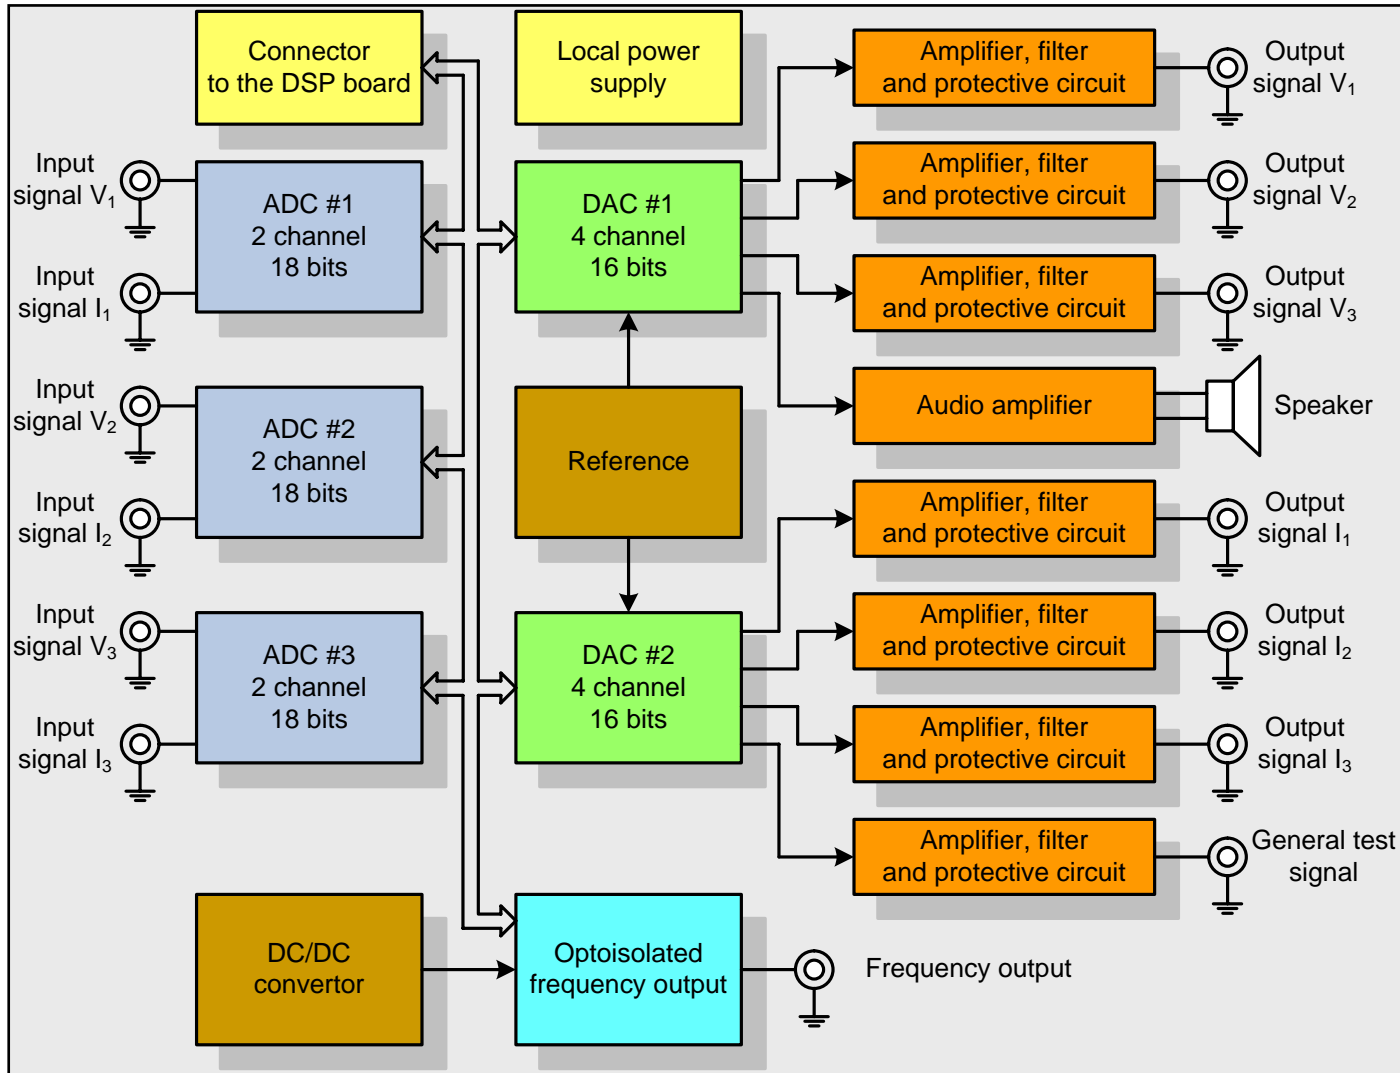 Connector
to the DSP board
Local power
supply
Amplifier, filter
and protective circuit
Output
signal V₁
Input
signal V₁
ADC #1
2 channel
18 bits
DAC #1
4 channel
16 bits
Amplifier, filter
and protective circuit
Output
signal V₂
Input
signal I₁
Amplifier, filter
and protective circuit
Output
signal V₃
Input
signal V₂
ADC #2
2 channel
18 bits
Reference
Audio amplifier
Speaker
Input
signal I₂
Amplifier, filter
and protective circuit
Output
signal I₁
Input
signal V₃
ADC #3
2 channel
18 bits
DAC #2
4 channel
16 bits
Amplifier, filter
and protective circuit
Output
signal I₂
Input
signal I₃
Amplifier, filter
and protective circuit
Output
signal I₃
Amplifier, filter
and protective circuit
General test
signal
DC/DC
convertor
Optoisolated
frequency output
Frequency output